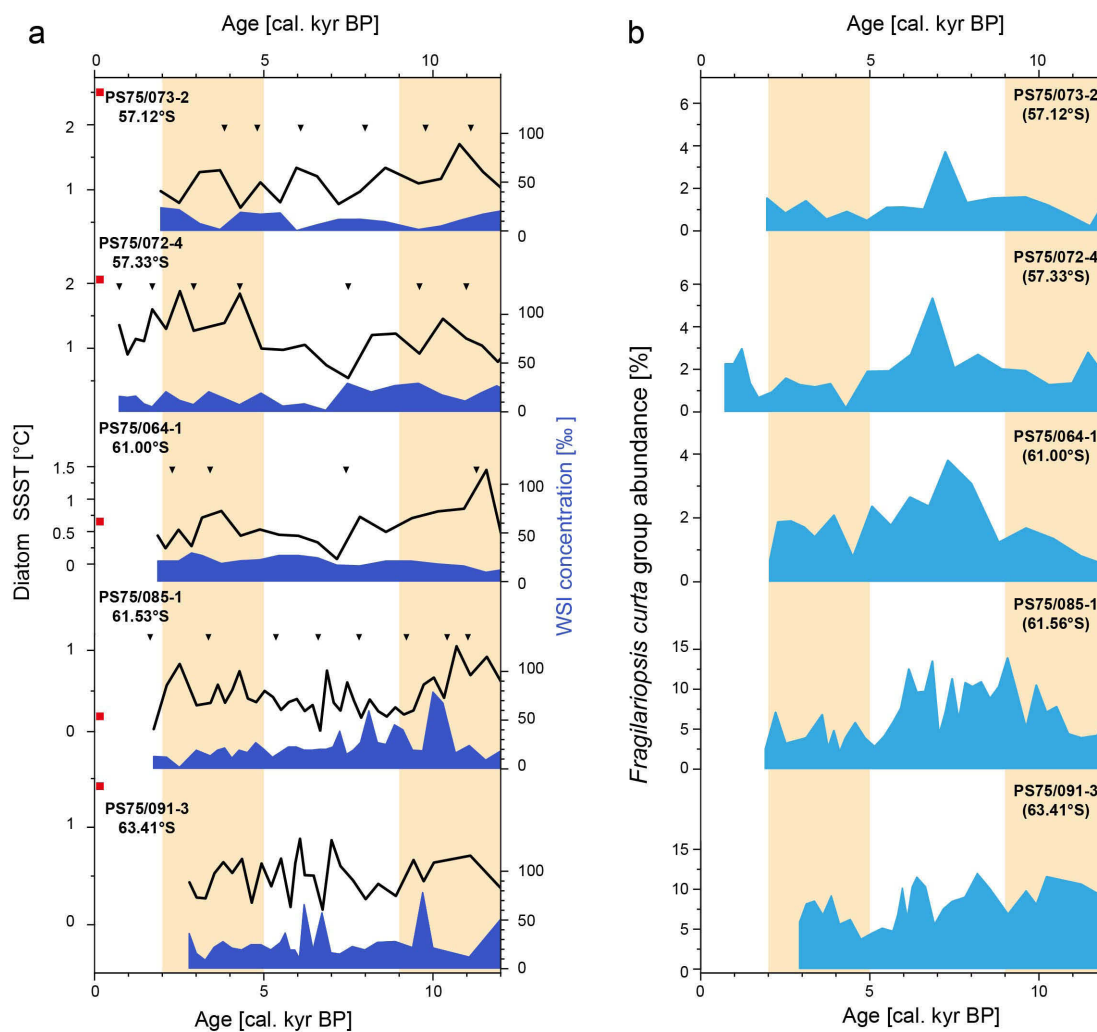 a
Age [cal. kyr BP]
0 5 10
PS75/073-2
57.12°S
2
1
100
50
0
PS75/072-4
57.33°S
2
1
100
50
0
PS75/064-1
61.00°S
1.5
1
0.5
0
100
50
0
PS75/085-1
61.53°S
1
0
100
50
0
PS75/091-3
63.41°S
1
0
100
50
0
Diatom SSST [°C]
WSI concentration [‰]
0 5 10
Age [cal. kyr BP]
b
Age [cal. kyr BP]
0 5 10
PS75/073-2
(57.12°S)
6
4
2
0
PS75/072-4
(57.33°S)
6
4
2
0
PS75/064-1
(61.00°S)
4
2
0
PS75/085-1
(61.56°S)
15
10
5
0
PS75/091-3
(63.41°S)
15
10
5
0
Fragilariopsis curta group abundance [%]
0 5 10
Age [cal. kyr BP]